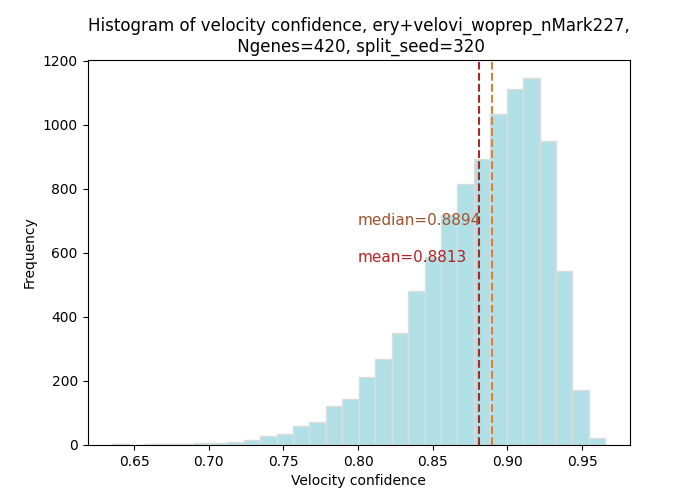 Histogram of velocity confidence, ery+velovi_woprep_nMark227,
Ngenes=420, split_seed=320
1200
1000
800
600
400
200
0
Frequency
median=0.8894
mean=0.8813
0.65 0.70 0.75 0.80 0.85 0.90 0.95
Velocity confidence